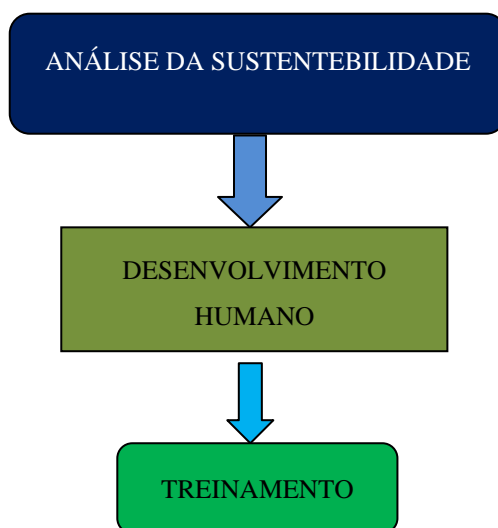 ANÁLISE DA SUSTENTEBILIDADE
DESENVOLVIMENTO
HUMANO
TREINAMENTO